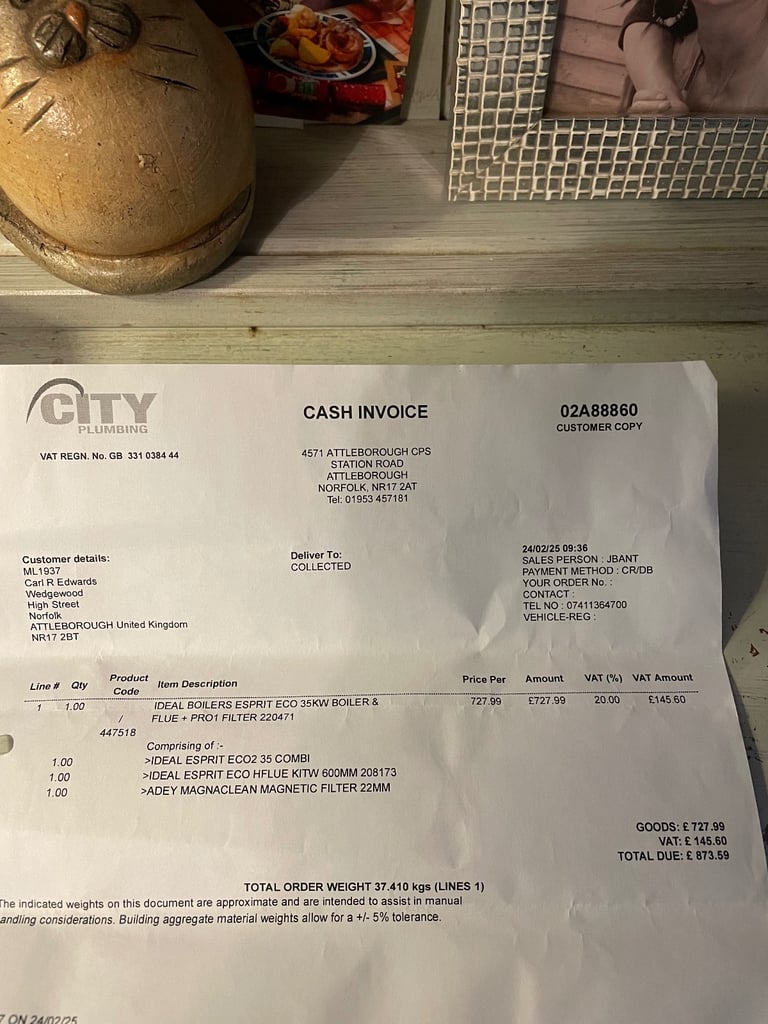 CITY
PLUMBING
CASH INVOICE
02A88860
CUSTOMER COPY
VAT REGN. No. GB 331 0384 44
4571 ATTLEBOROUGH CPS
STATION ROAD
ATTLEBOROUGH
NORFOLK, NR17 2AT
Tel: 01953 457181
Customer details:
ML1937
Carl R Edwards
Wedgewood
High Street
Norfolk
ATTLEBOROUGH United Kingdom
NR17 2BT
Deliver To:
COLLECTED
24/02/25 09:36
SALES PERSON : JBANT
PAYMENT METHOD : CR/DB
YOUR ORDER No. :
CONTACT :
TEL NO : 07411364700
VEHICLE-REG :
Line # Qty Product Code Item Description Price Per Amount VAT (%) VAT Amount
1 1.00 / 447518 IDEAL BOILERS ESPRIT ECO 35KW BOILER & 727.99 £727.99 20.00 £145.60
FLUE + PRO1 FILTER 220471
Comprising of :-
1.00 >IDEAL ESPRIT ECO2 35 COMBI
1.00 >IDEAL ESPRIT ECO HFLUE KITW 600MM 208173
1.00 >ADEY MAGNACLEAN MAGNETIC FILTER 22MM
GOODS: £ 727.99
VAT: £ 145.60
TOTAL DUE: £ 873.59
TOTAL ORDER WEIGHT 37.410 kgs (LINES 1)
The indicated weights on this document are approximate and are intended to assist in manual
andling considerations. Building aggregate material weights allow for a +/- 5% tolerance.
7 ON 24/02/25